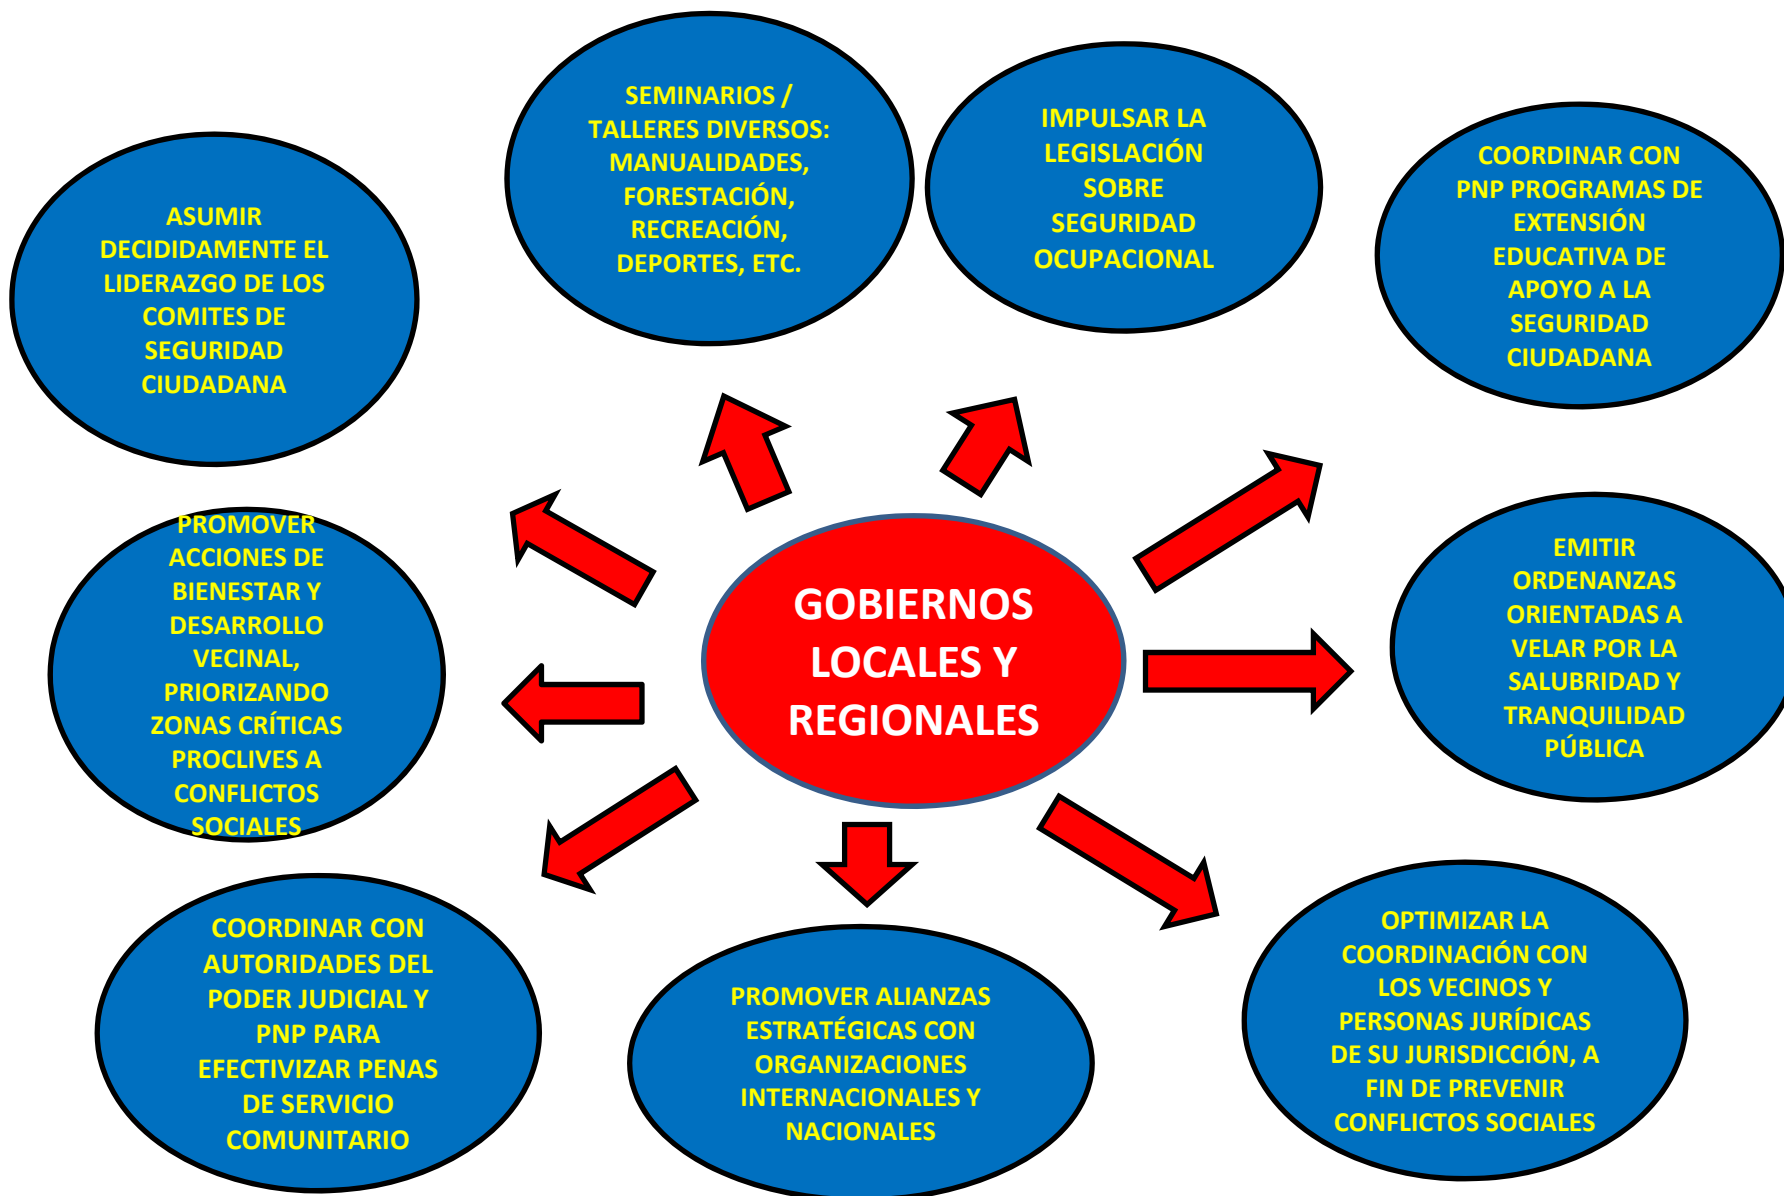 SEMINARIOS /
TALLERES DIVERSOS:
MANUALIDADES,
FORESTACIÓN,
RECREACIÓN,
DEPORTES, ETC.
IMPULSAR LA
LEGISLACIÓN
SOBRE
SEGURIDAD
OCUPACIONAL
COORDINAR CON
PNP PROGRAMAS DE
EXTENSIÓN
EDUCATIVA DE
APOYO A LA
SEGURIDAD
CIUDADANA
ASUMIR
DECIDIDAMENTE EL
LIDERAZGO DE LOS
COMITES DE
SEGURIDAD
CIUDADANA
PROMOVER
ACCIONES DE
BIENESTAR Y
DESARROLLO
VECINAL,
PRIORIZANDO
ZONAS CRÍTICAS
PROCLIVES A
CONFLICTOS
SOCIALES
GOBIERNOS
LOCALES Y
REGIONALES
EMITIR
ORDENANZAS
ORIENTADAS A
VELAR POR LA
SALUBRIDAD Y
TRANQUILIDAD
PÚBLICA
COORDINAR CON
AUTORIDADES DEL
PODER JUDICIAL Y
PNP PARA
EFECTIVIZAR PENAS
DE SERVICIO
COMUNITARIO
PROMOVER ALIANZAS
ESTRATÉGICAS CON
ORGANIZACIONES
INTERNACIONALES Y
NACIONALES
OPTIMIZAR LA
COORDINACIÓN CON
LOS VECINOS Y
PERSONAS JURÍDICAS
DE SU JURISDICCIÓN, A
FIN DE PREVENIR
CONFLICTOS SOCIALES